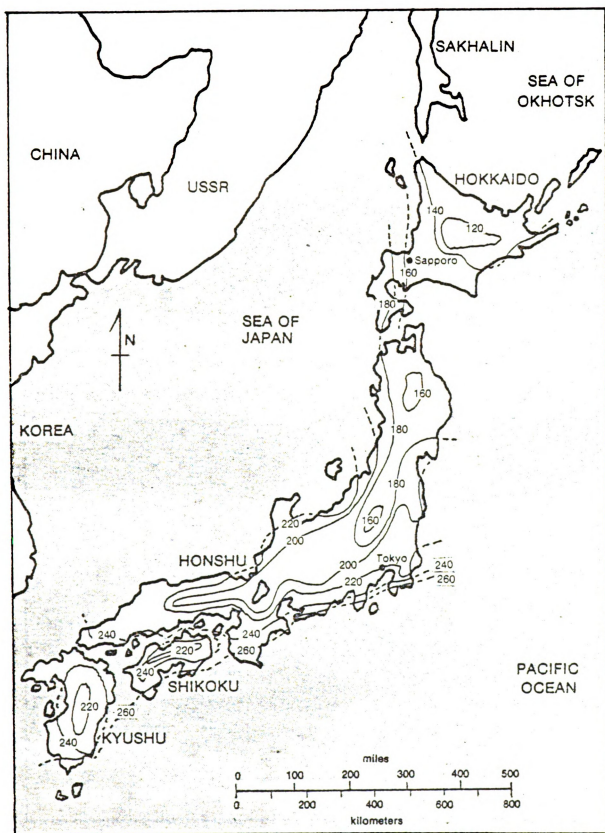 SAKHALIN
SEA OF
OKHOTSK
CHINA
USSR
HOKKAIDO
140
120
Sapporo
160
180
SEA OF
JAPAN
N
160
KOREA
180
180
220
160
200
HONSHU
200
Tokyo
240
220
260
240
240
220
260
240
SHIKOKU
PACIFIC
OCEAN
220
260
240
KYUSHU
miles
0 100 200 300 400 500
0 200 400 600 800
kilometers